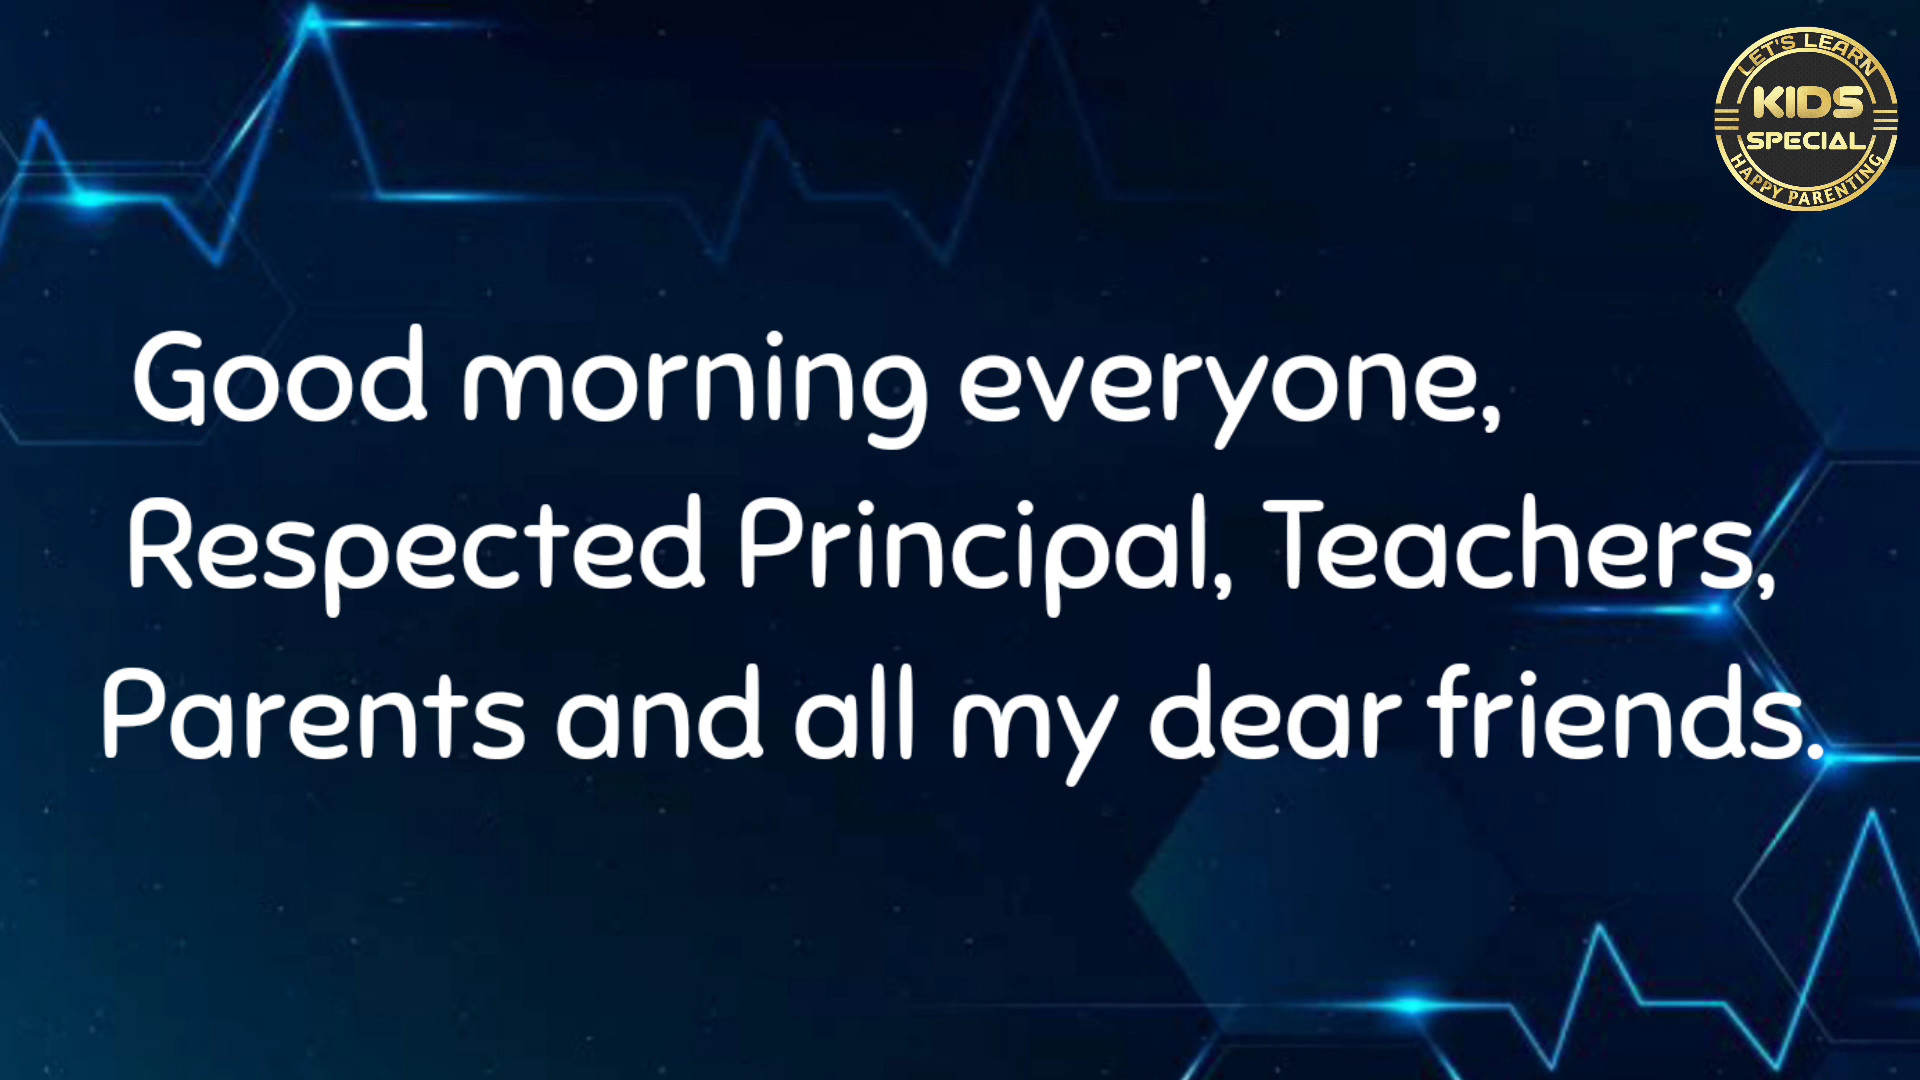 LET'S LEARN
KIDS
SPECIAL
HAPPY PARENTING
Good morning everyone,
Respected Principal, Teachers,
Parents and all my dear friends.